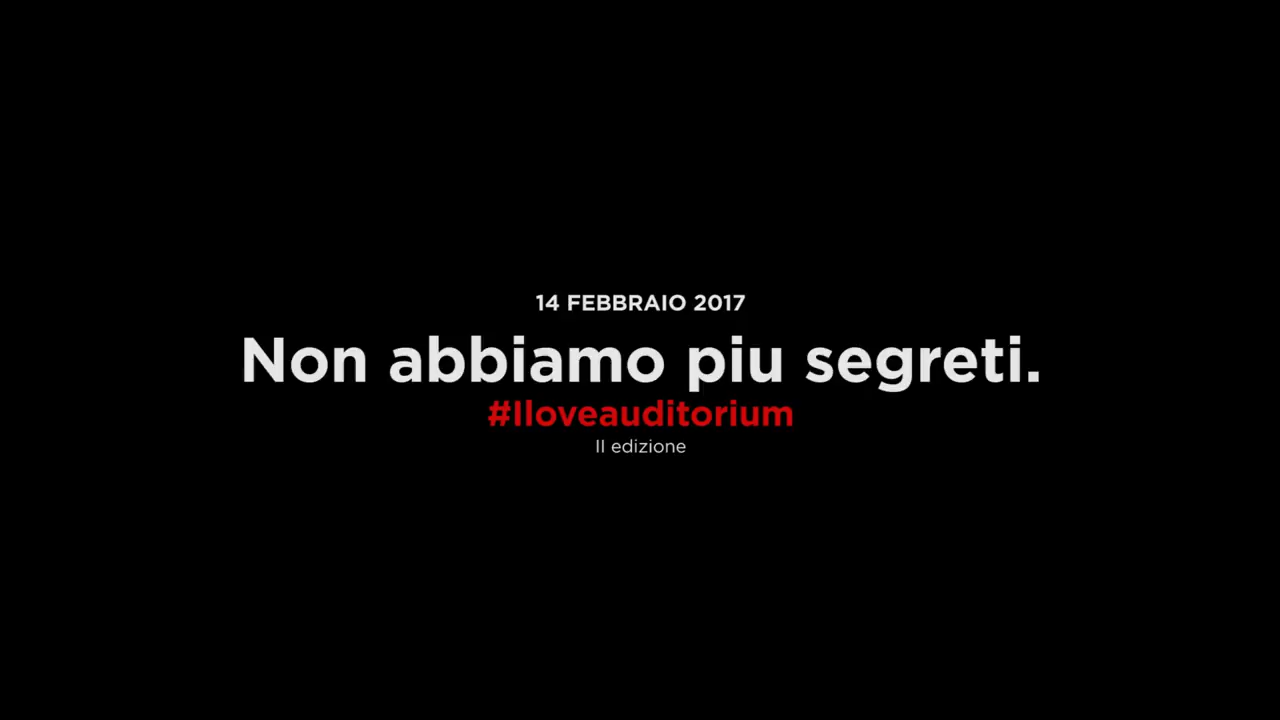 14 FEBBRAIO 2017
Non abbiamo piu segreti.
#Iloveauditorium
II edizione